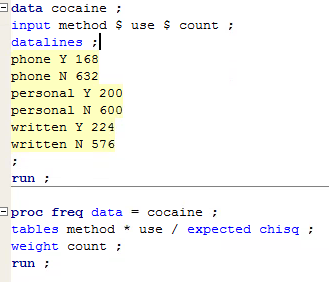 data cocaine ;
input method $ use $ count ;
datalines ;
phone Y 168
phone N 632
personal Y 200
personal N 600
written Y 224
written N 576
;
run ;
proc freq data = cocaine ;
tables method * use / expected chisq ;
weight count ;
run ;